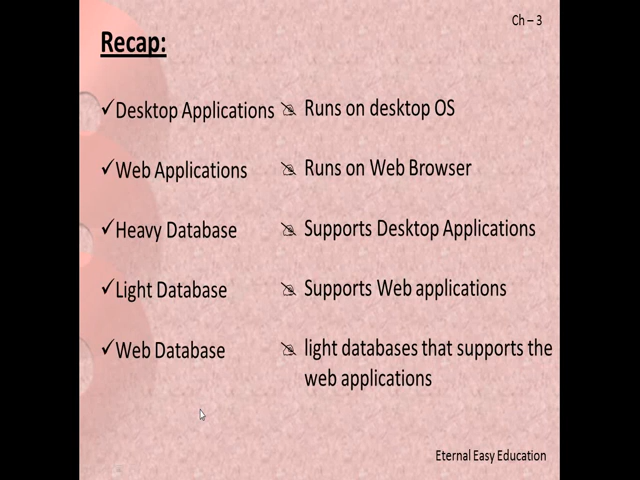 Ch – 3
Recap:
Desktop Applications Runs on desktop OS
Web Applications Runs on Web Browser
Heavy Database Supports Desktop Applications
Light Database Supports Web applications
Web Database light databases that supports the
web applications
Eternal Easy Education